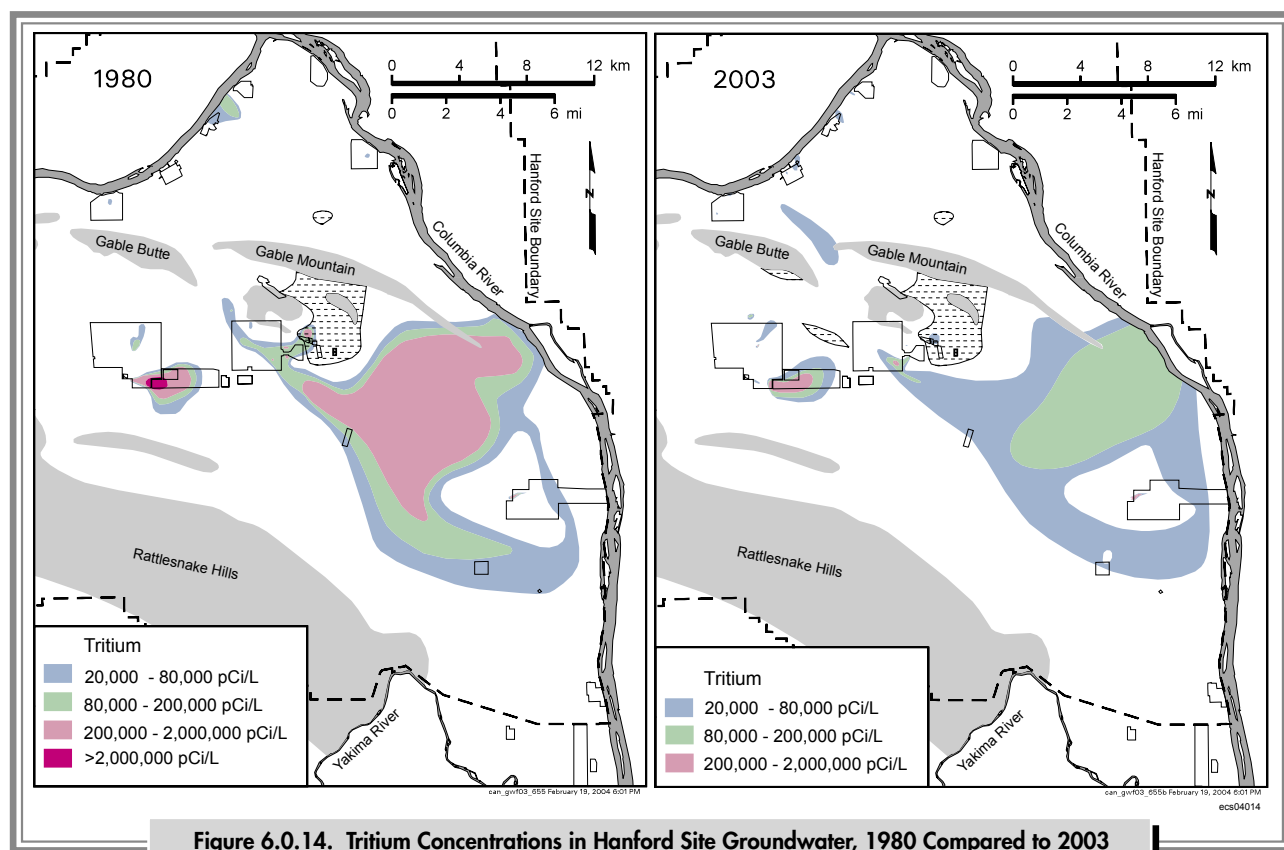 1980
0 4 8 12 km
0 2 4 6 mi
N
Hanford Site Boundary
Columbia River
Gable Butte
Gable Mountain
Rattlesnake Hills
Yakima River
Tritium
20,000 - 80,000 pCi/L
80,000 - 200,000 pCi/L
200,000 - 2,000,000 pCi/L
>2,000,000 pCi/L
can_gwf03_655 February 19, 2004 6:01 PM
2003
0 4 8 12 km
0 2 4 6 mi
N
Hanford Site Boundary
Columbia River
Gable Butte
Gable Mountain
Rattlesnake Hills
Yakima River
Tritium
20,000 - 80,000 pCi/L
80,000 - 200,000 pCi/L
200,000 - 2,000,000 pCi/L
can_gwf03_655b February 19, 2004 6:01 PM
ecs04014
Figure 6.0.14. Tritium Concentrations in Hanford Site Groundwater, 1980 Compared to 2003